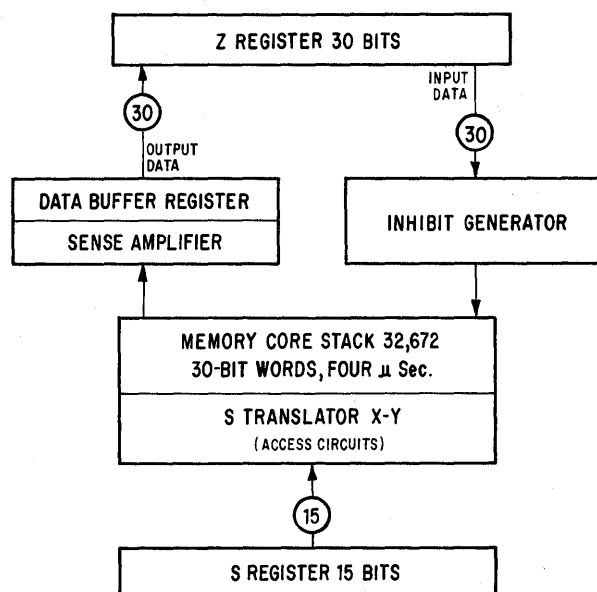 Z REGISTER 30 BITS
30
OUTPUT
DATA
INPUT
DATA
30
DATA BUFFER REGISTER
SENSE AMPLIFIER
INHIBIT GENERATOR
MEMORY CORE STACK 32,672
30-BIT WORDS, FOUR μ Sec.
S TRANSLATOR X-Y
(ACCESS CIRCUITS)
15
S REGISTER 15 BITS